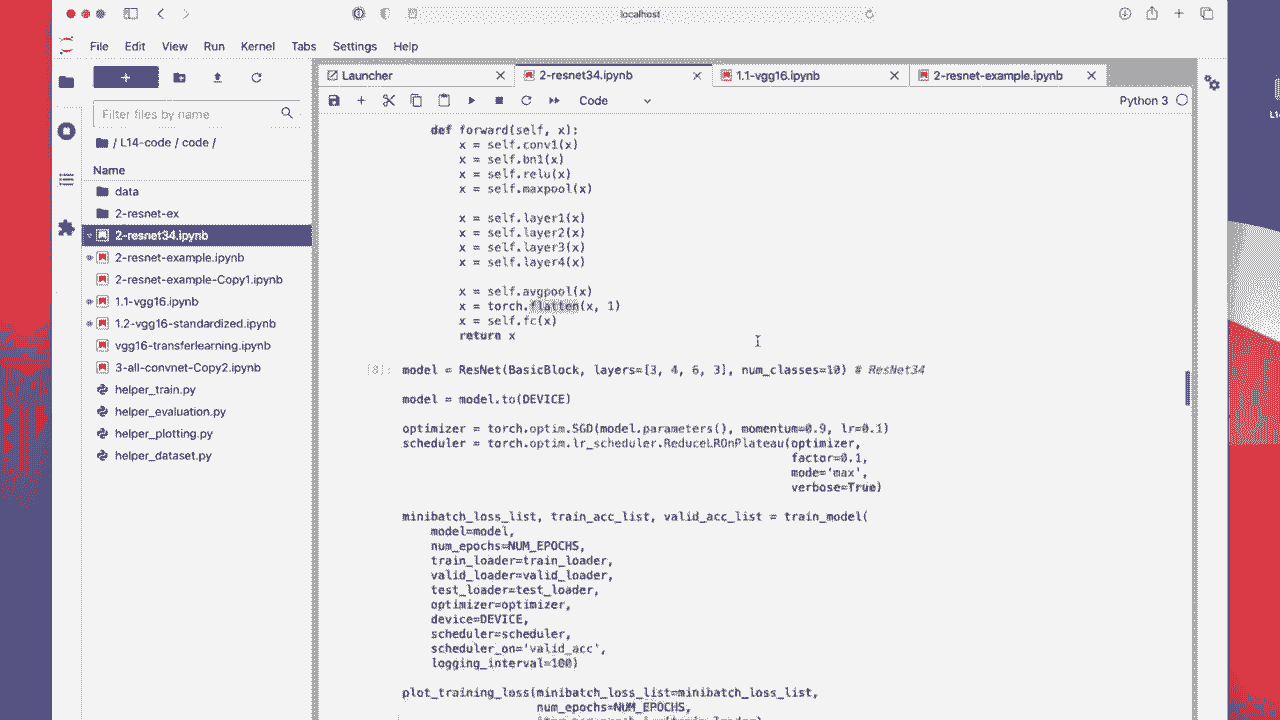 localhost
File Edit View Run Kernel Tabs Settings Help
Launcher
2-resnet34.ipynb
1.1-vgg16.ipynb
2-resnet-example.ipynb
Filter files by name
Code
Python 3
/ L14-code / code /
Name
data
2-resnet-ex
2-resnet34.ipynb
2-resnet-example.ipynb
2-resnet-example-Copy1.ipynb
1.1-vgg16.ipynb
1.2-vgg16-standardized.ipynb
vgg16-transferlearning.ipynb
3-all-convnet-Copy2.ipynb
helper_train.py
helper_evaluation.py
helper_plotting.py
helper_dataset.py
def forward(self, x):
x = self.conv1(x)
x = self.bn1(x)
x = self.relu(x)
x = self.maxpool(x)
x = self.layer1(x)
x = self.layer2(x)
x = self.layer3(x)
x = self.layer4(x)
x = self.avgpool(x)
x = torch.flatten(x, 1)
x = self.fc(x)
return x
[8]: model = ResNet(BasicBlock, layers=[3, 4, 6, 3], num_classes=10) # ResNet34
model = model.to(DEVICE)
optimizer = torch.optim.SGD(model.parameters(), momentum=0.9, lr=0.1)
scheduler = torch.optim.lr_scheduler.ReduceLROnPlateau(optimizer,
factor=0.1,
mode='max',
verbose=True)
minibatch_loss_list, train_acc_list, valid_acc_list = train_model(
model=model,
num_epochs=NUM_EPOCHS,
train_loader=train_loader,
valid_loader=valid_loader,
test_loader=test_loader,
optimizer=optimizer,
device=DEVICE,
scheduler=scheduler,
scheduler_on='valid_acc',
logging_interval=100)
plot_training_loss(minibatch_loss_list=minibatch_loss_list,
num_epochs=NUM_EPOCHS,